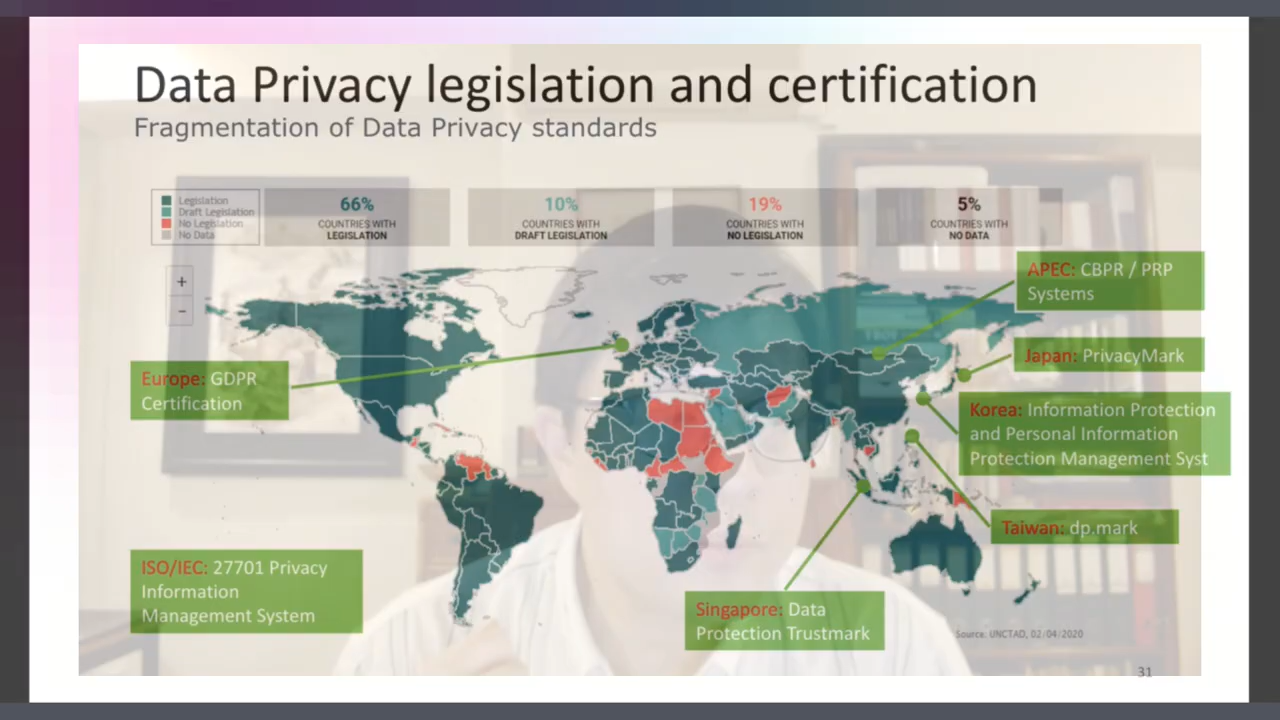 Data Privacy legislation and certification
Fragmentation of Data Privacy standards
Legislation
Draft Legislation
No Legislation
No Data
66%
COUNTRIES WITH
LEGISLATION
10%
COUNTRIES WITH
DRAFT LEGISLATION
19%
COUNTRIES WITH
NO LEGISLATION
5%
COUNTRIES WITH
NO DATA
+
−
APEC: CBPR / PRP
Systems
Japan: PrivacyMark
Europe: GDPR
Certification
Korea: Information Protection
and Personal Information
Protection Management Syst
Taiwan: dp.mark
ISO/IEC: 27701 Privacy
Information
Management System
Singapore: Data
Protection Trustmark
Source: UNCTAD, 02/04/2020
31